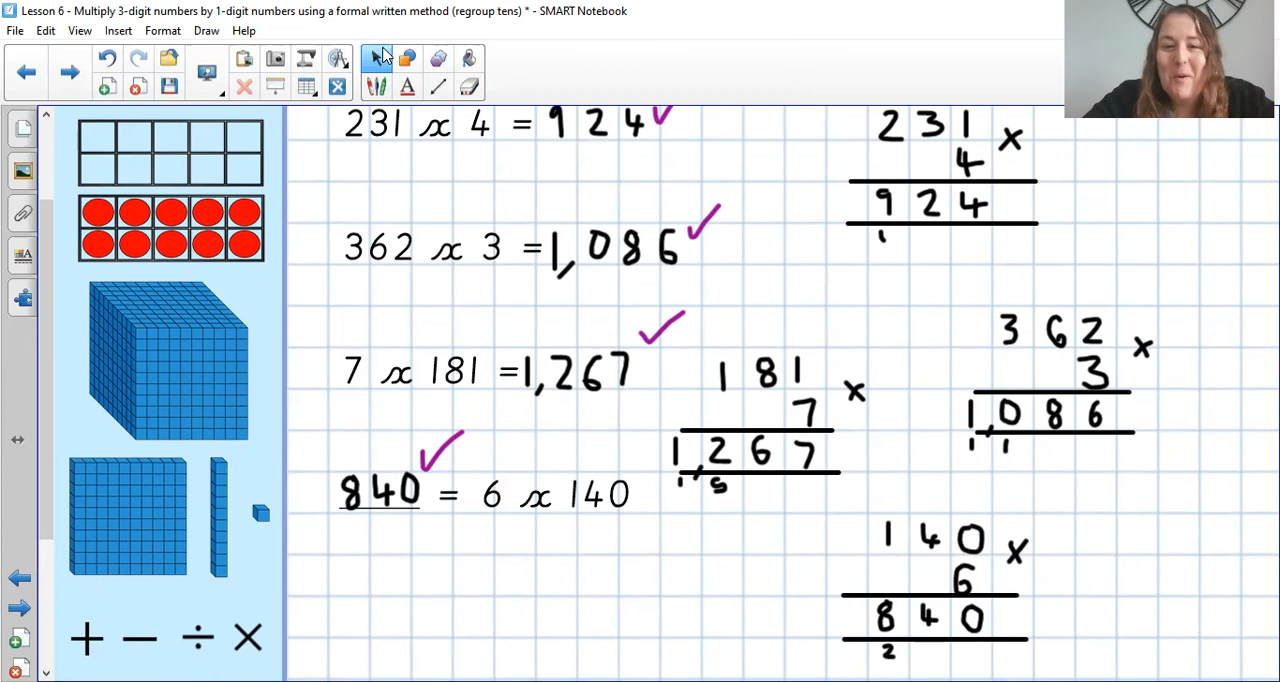 Lesson 6 - Multiply 3-digit numbers by 1-digit numbers using a formal written method (regroup tens) * - SMART Notebook
File Edit View Insert Format Draw Help
231 x 4 = 924 ✓
231 x
4
924
1
362 x 3 = 1,086 ✓
362 x
3
1,086
1 1
7 x 181 = 1,267 ✓
181 x
7
1,267
1 5
840 ✓ = 6 x 140
140 x
6
840
2
+ − ÷ ×